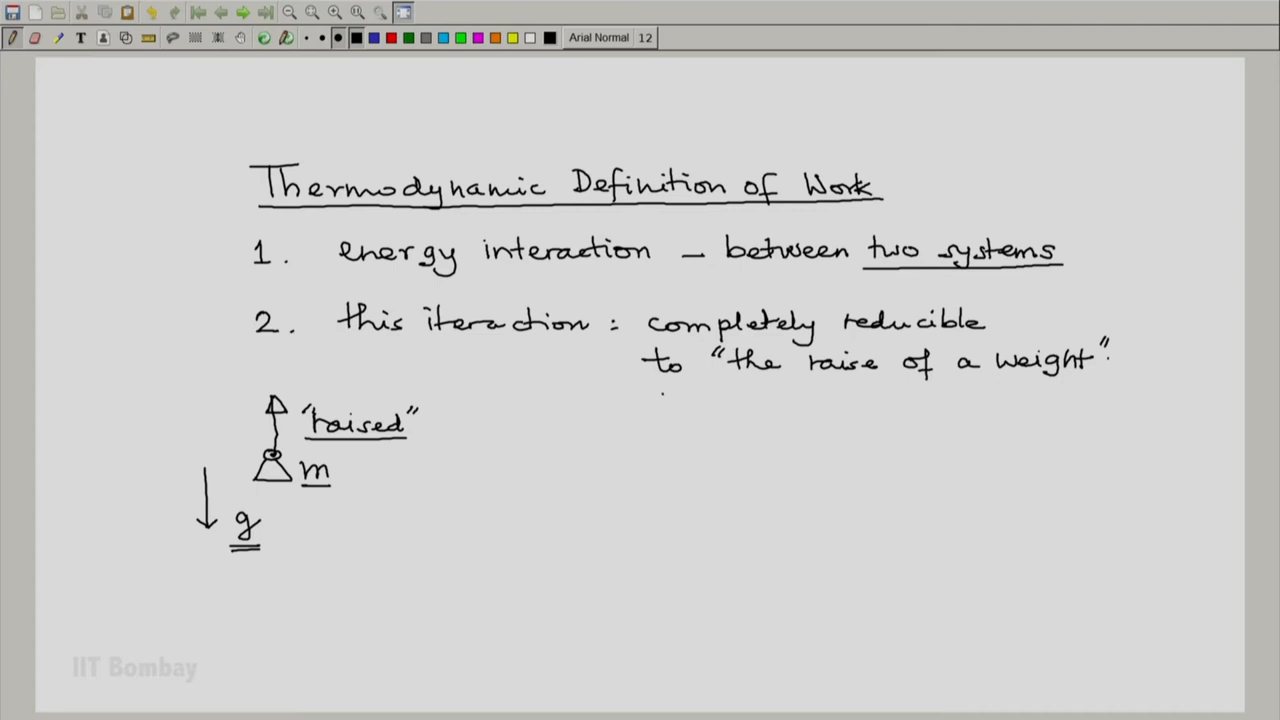 T
Arial Normal 12
Thermodynamic Definition of Work
1. energy interaction – between two systems
2. this iteraction : completely reducible
to "the raise of a weight".
"raised"
m
g
IIT Bombay